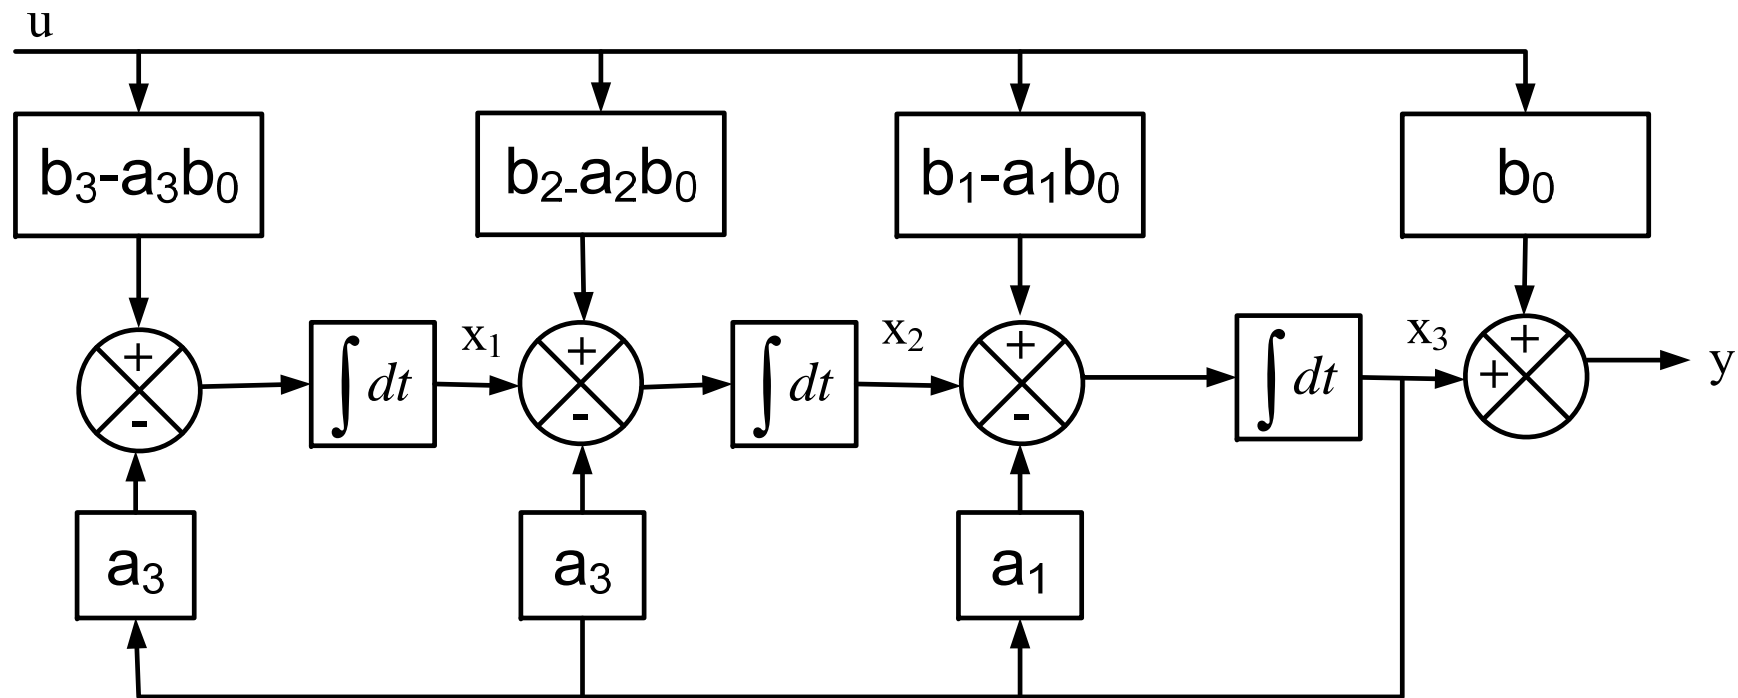 u
b₃-a₃b₀ b₂-a₂b₀ b₁-a₁b₀ b₀
+ - ∫dt x₁ + - ∫dt x₂ + - ∫dt x₃ + + y
a₃ a₃ a₁